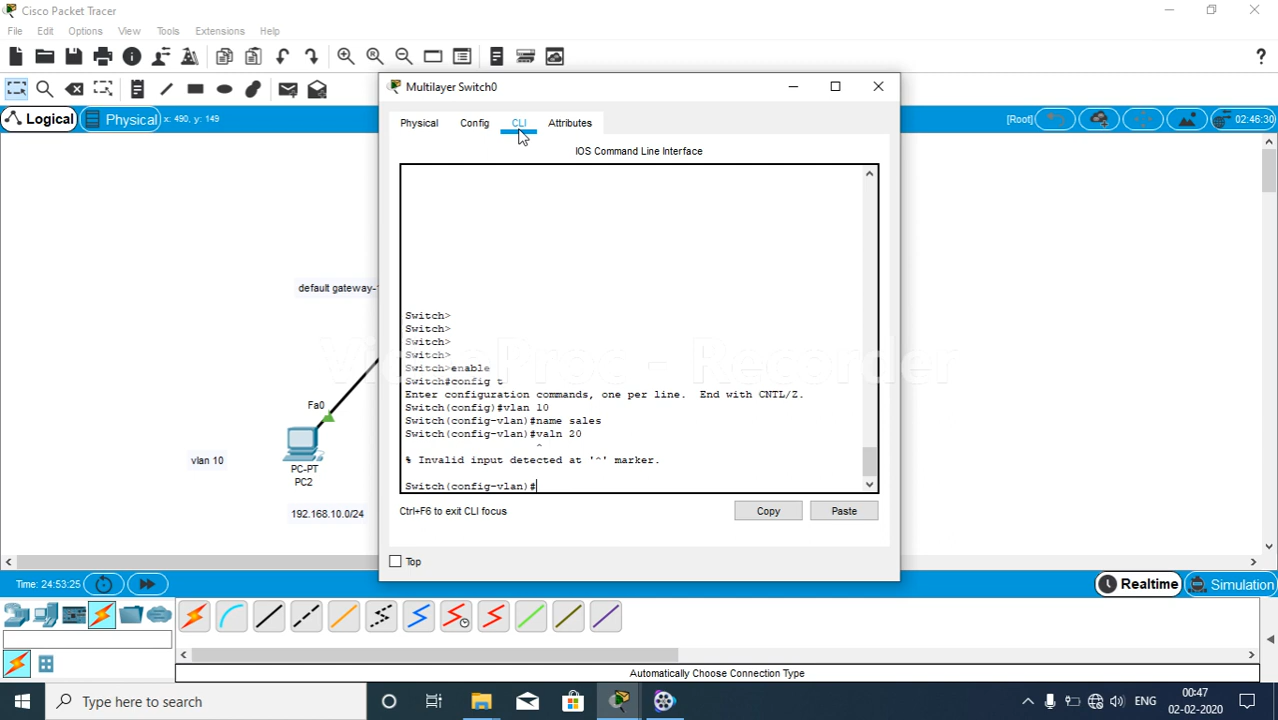 Cisco Packet Tracer
File Edit Options View Tools Extensions Help
Logical Physical x: 490, y: 149 [Root] 02:46:30
Multilayer Switch0
Physical Config CLI Attributes
IOS Command Line Interface
Switch>
Switch>
Switch>
Switch>
Switch>enable
Switch#config t
Enter configuration commands, one per line. End with CNTL/Z.
Switch(config)#vlan 10
Switch(config-vlan)#name sales
Switch(config-vlan)#valn 20
^
% Invalid input detected at '^' marker.
Switch(config-vlan)#
Ctrl+F6 to exit CLI focus
Copy Paste
Top
default gateway-
Fa0
vlan 10
PC-PT
PC2
192.168.10.0/24
Recorder
Time: 24:53:25 Realtime Simulation
Automatically Choose Connection Type
Type here to search
ENG
00:47
02-02-2020